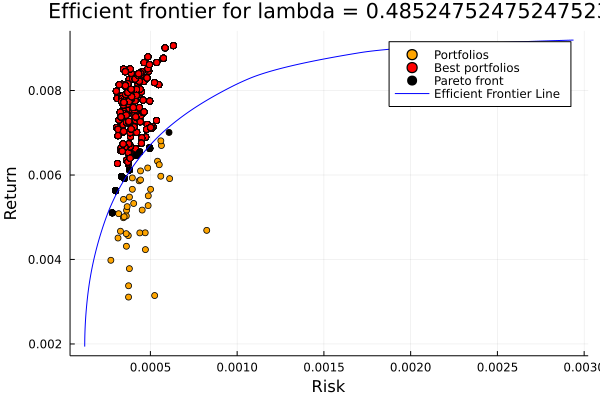 Efficient frontier for lambda = 0.4852475247524752
Portfolios
Best portfolios
Pareto front
Efficient Frontier Line
Return
0.008
0.006
0.004
0.002
0.0005 0.0010 0.0015 0.0020 0.0025 0.0030
Risk